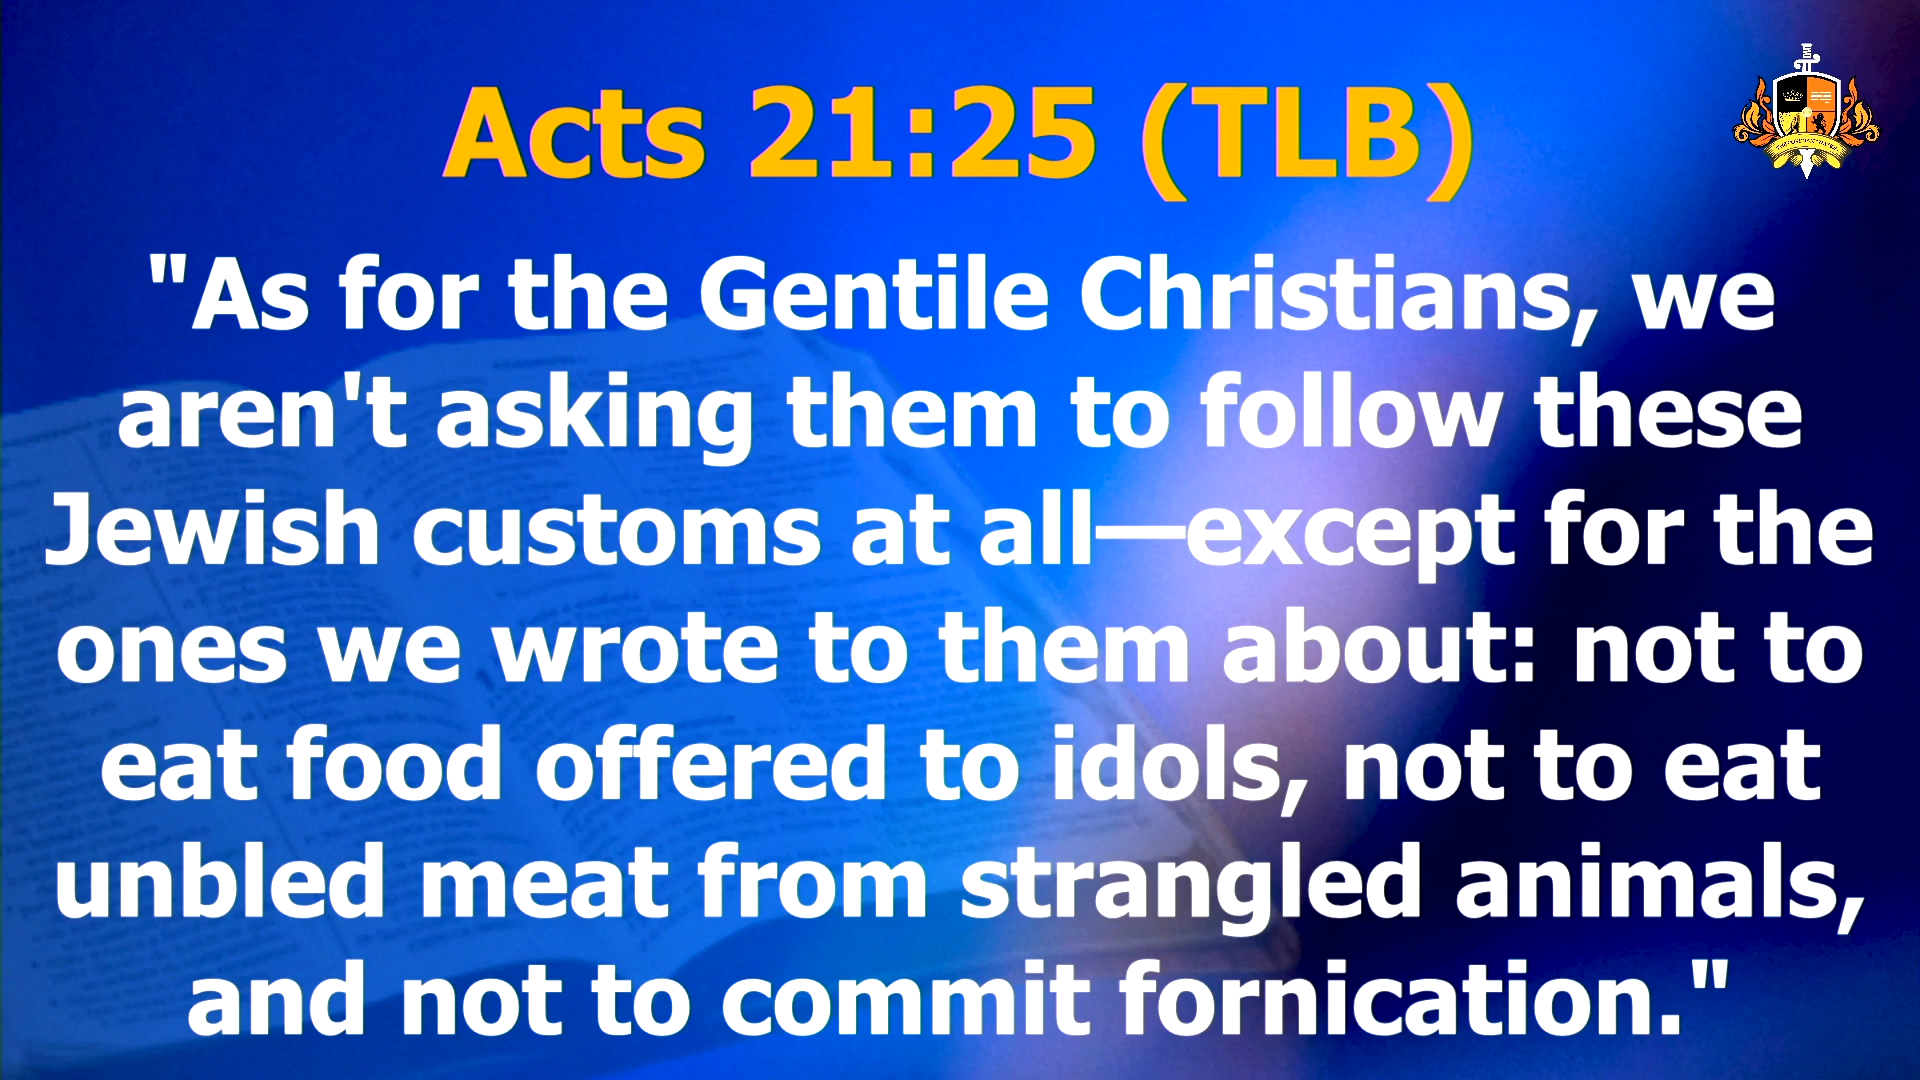 Acts 21:25 (TLB)
"As for the Gentile Christians, we
aren't asking them to follow these
Jewish customs at all—except for the
ones we wrote to them about: not to
eat food offered to idols, not to eat
unbled meat from strangled animals,
and not to commit fornication."